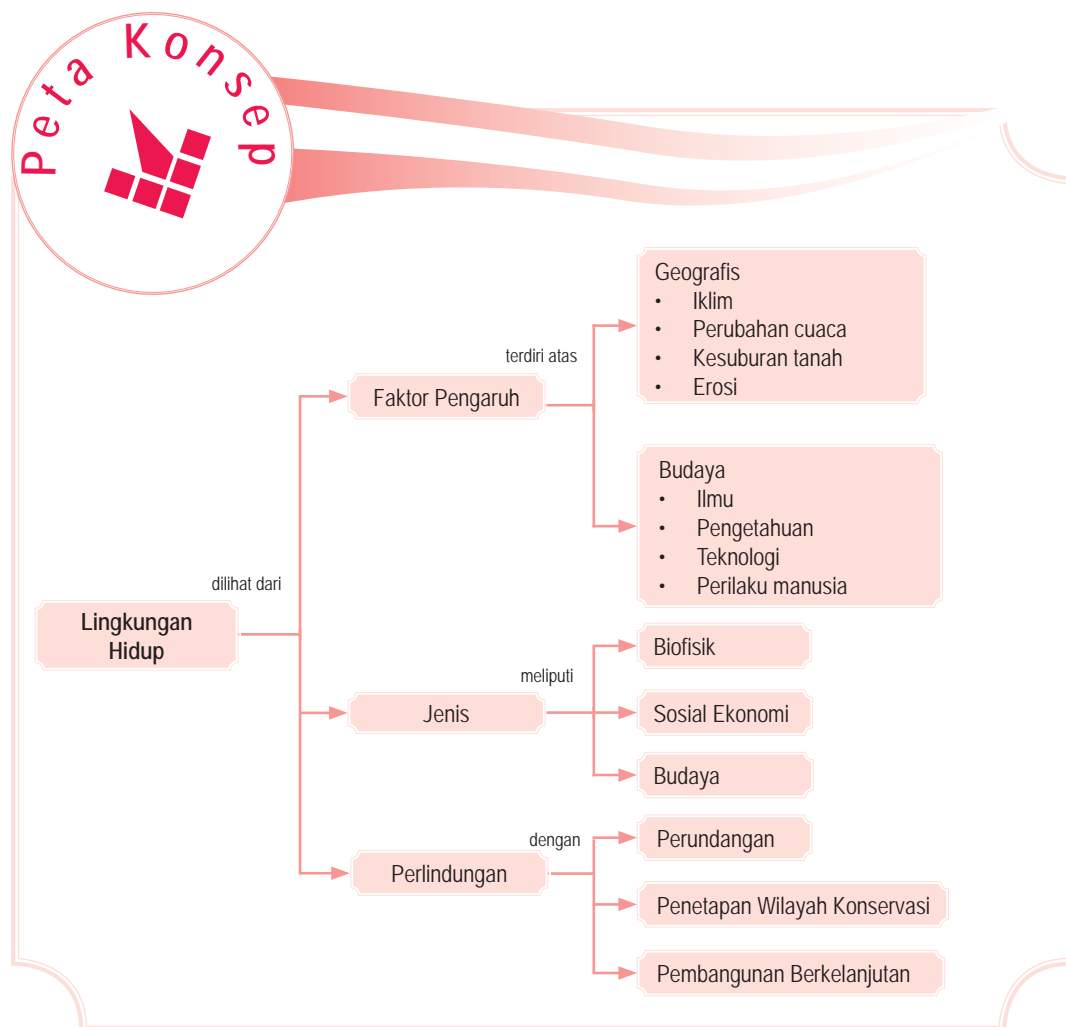 Peta Konsep
Geografis
• Iklim
• Perubahan cuaca
• Kesuburan tanah
• Erosi
terdiri atas
Faktor Pengaruh
Budaya
• Ilmu
• Pengetahuan
• Teknologi
• Perilaku manusia
dilihat dari
Lingkungan
Hidup
Biofisik
meliputi
Jenis
Sosial Ekonomi
Budaya
dengan
Perundangan
Perlindungan
Penetapan Wilayah Konservasi
Pembangunan Berkelanjutan